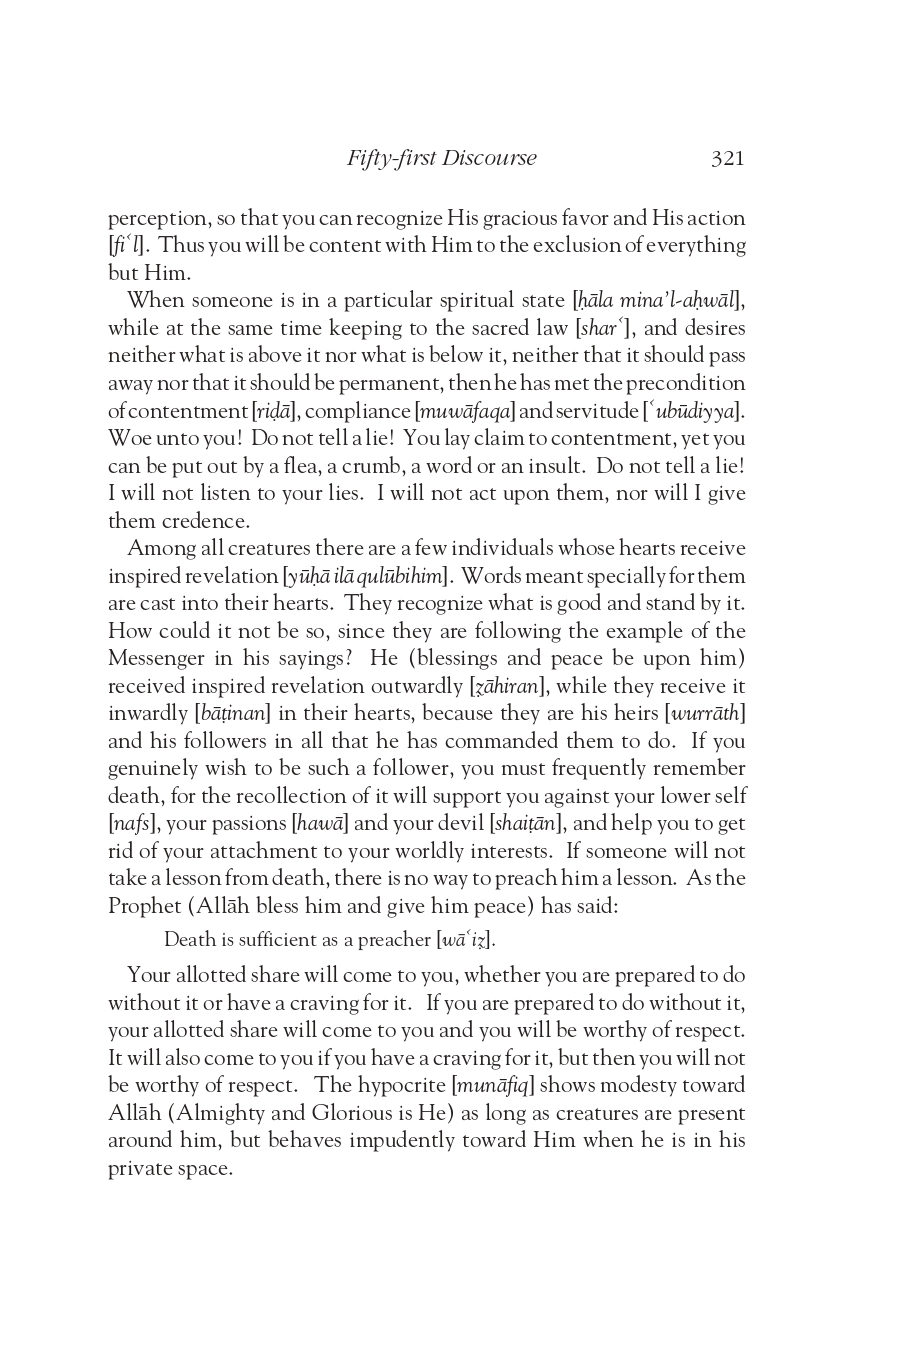 Fifty-first Discourse 321
perception, so that you can recognize His gracious favor and His action
[fiʿl]. Thus you will be content with Him to the exclusion of everything
but Him.
When someone is in a particular spiritual state [ḥāla mina’l-aḥwāl],
while at the same time keeping to the sacred law [sharʿ], and desires
neither what is above it nor what is below it, neither that it should pass
away nor that it should be permanent, then he has met the precondition
of contentment [riḍā], compliance [muwāfaqa] and servitude [ʿubūdiyya].
Woe unto you! Do not tell a lie! You lay claim to contentment, yet you
can be put out by a flea, a crumb, a word or an insult. Do not tell a lie!
I will not listen to your lies. I will not act upon them, nor will I give
them credence.
Among all creatures there are a few individuals whose hearts receive
inspired revelation [yūḥā ilā qulūbihim]. Words meant specially for them
are cast into their hearts. They recognize what is good and stand by it.
How could it not be so, since they are following the example of the
Messenger in his sayings? He (blessings and peace be upon him)
received inspired revelation outwardly [ẓāhiran], while they receive it
inwardly [bāṭinan] in their hearts, because they are his heirs [wurrāth]
and his followers in all that he has commanded them to do. If you
genuinely wish to be such a follower, you must frequently remember
death, for the recollection of it will support you against your lower self
[nafs], your passions [hawā] and your devil [shaiṭān], and help you to get
rid of your attachment to your worldly interests. If someone will not
take a lesson from death, there is no way to preach him a lesson. As the
Prophet (Allāh bless him and give him peace) has said:
Death is sufficient as a preacher [wāʿiẓ].
Your allotted share will come to you, whether you are prepared to do
without it or have a craving for it. If you are prepared to do without it,
your allotted share will come to you and you will be worthy of respect.
It will also come to you if you have a craving for it, but then you will not
be worthy of respect. The hypocrite [munāfiq] shows modesty toward
Allāh (Almighty and Glorious is He) as long as creatures are present
around him, but behaves impudently toward Him when he is in his
private space.